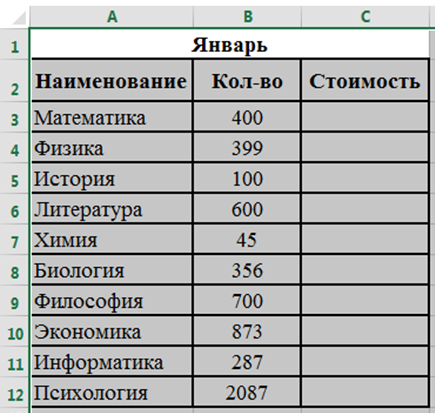 A B C
1 Январь
2 Наименование Кол-во Стоимость
3 Математика 400
4 Физика 399
5 История 100
6 Литература 600
7 Химия 45
8 Биология 356
9 Философия 700
10 Экономика 873
11 Информатика 287
12 Психология 2087